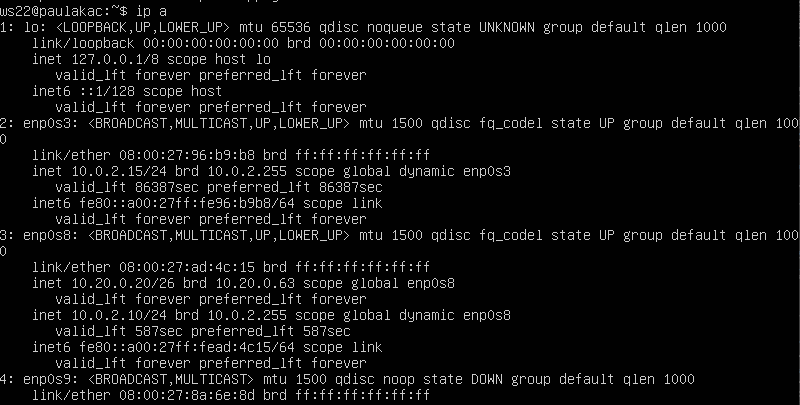 ws22@paulakac:~$ ip a
1: lo: <LOOPBACK,UP,LOWER_UP> mtu 65536 qdisc noqueue state UNKNOWN group default qlen 1000
    link/loopback 00:00:00:00:00:00 brd 00:00:00:00:00:00
    inet 127.0.0.1/8 scope host lo
       valid_lft forever preferred_lft forever
    inet6 ::1/128 scope host
       valid_lft forever preferred_lft forever
2: enp0s3: <BROADCAST,MULTICAST,UP,LOWER_UP> mtu 1500 qdisc fq_codel state UP group default qlen 100
0
    link/ether 08:00:27:96:b9:b8 brd ff:ff:ff:ff:ff:ff
    inet 10.0.2.15/24 brd 10.0.2.255 scope global dynamic enp0s3
       valid_lft 86387sec preferred_lft 86387sec
    inet6 fe80::a00:27ff:fe96:b9b8/64 scope link
       valid_lft forever preferred_lft forever
3: enp0s8: <BROADCAST,MULTICAST,UP,LOWER_UP> mtu 1500 qdisc fq_codel state UP group default qlen 100
0
    link/ether 08:00:27:ad:4c:15 brd ff:ff:ff:ff:ff:ff
    inet 10.20.0.20/26 brd 10.20.0.63 scope global enp0s8
       valid_lft forever preferred_lft forever
    inet 10.0.2.10/24 brd 10.0.2.255 scope global dynamic enp0s8
       valid_lft 587sec preferred_lft 587sec
    inet6 fe80::a00:27ff:fead:4c15/64 scope link
       valid_lft forever preferred_lft forever
4: enp0s9: <BROADCAST,MULTICAST> mtu 1500 qdisc noop state DOWN group default qlen 1000
    link/ether 08:00:27:8a:6e:8d brd ff:ff:ff:ff:ff:ff